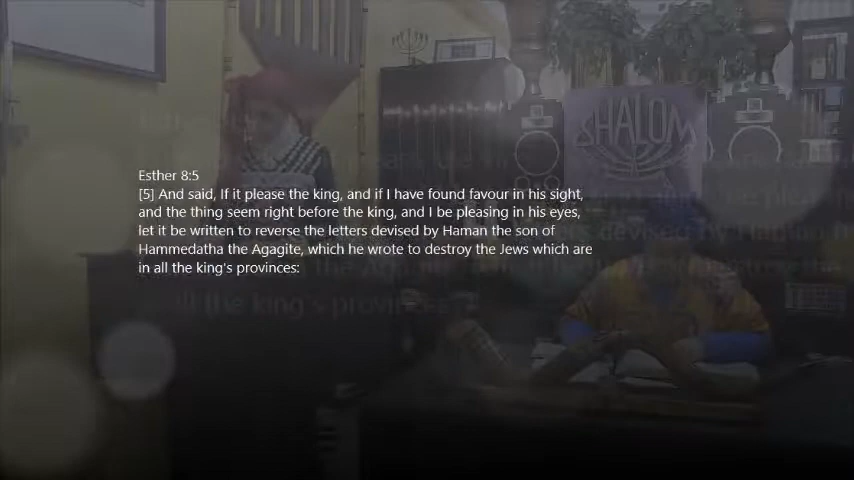 SHALOM
Esther 8:5
[5] And said, If it please the king, and if I have found favour in his sight,
and the thing seem right before the king, and I be pleasing in his eyes,
let it be written to reverse the letters devised by Haman the son of
Hammedatha the Agagite, which he wrote to destroy the Jews which are
in all the king's provinces:
the king's provinces: